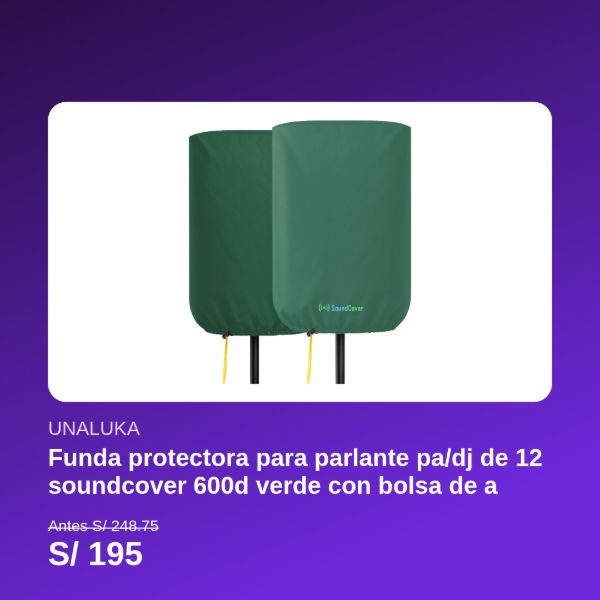 SoundCover
UNALUKA
Funda protectora para parlante pa/dj de 12
soundcover 600d verde con bolsa de a
Antes S/ 248.75
S/ 195